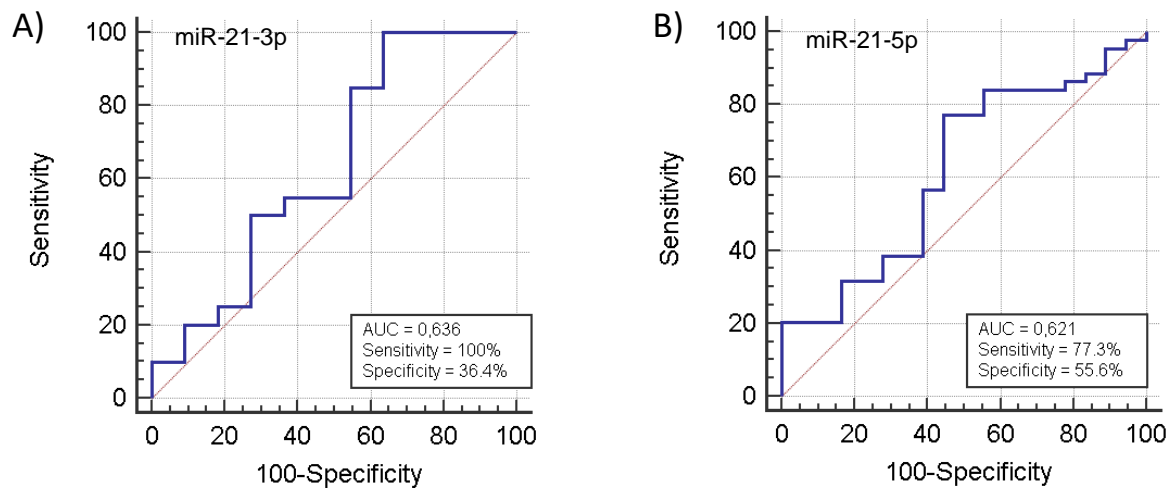 A)
miR-21-3p
100
80
60
40
20
0
Sensitivity
AUC = 0,636
Sensitivity = 100%
Specificity = 36.4%
0 20 40 60 80 100
100-Specificity
B)
miR-21-5p
100
80
60
40
20
0
Sensitivity
AUC = 0,621
Sensitivity = 77.3%
Specificity = 55.6%
0 20 40 60 80 100
100-Specificity